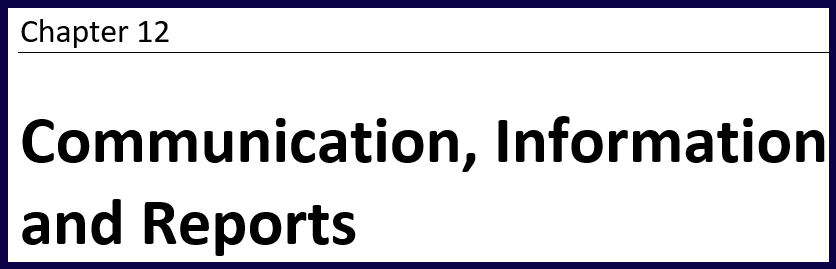 Chapter 12
Communication, Information
and Reports